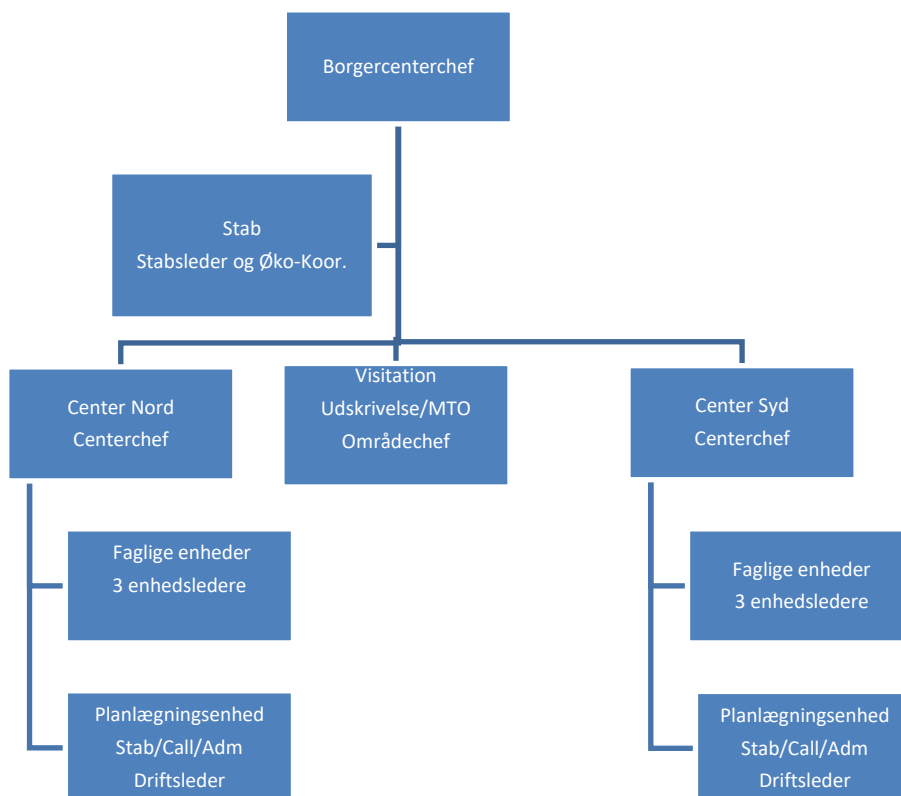 Borgercenterchef
Stab
Stabsleder og Øko-Koor.
Center Nord
Centerchef
Visitation
Udskrivelse/MTO
Områdechef
Center Syd
Centerchef
Faglige enheder
3 enhedsledere
Faglige enheder
3 enhedsledere
Planlægningsenhed
Stab/Call/Adm
Driftsleder
Planlægningsenhed
Stab/Call/Adm
Driftsleder